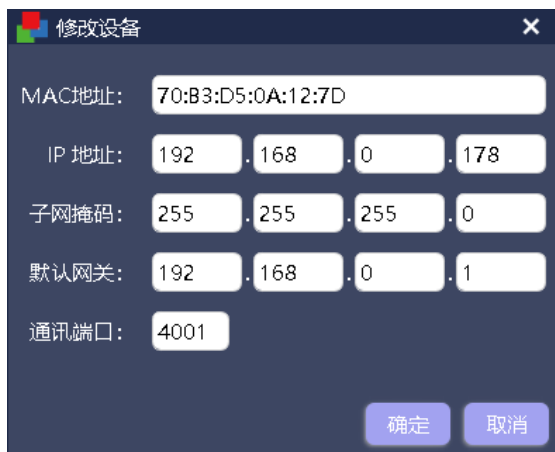 修改设备
MAC地址: 70:B3:D5:0A:12:7D
IP 地址: 192.168.0.178
子网掩码: 255.255.255.0
默认网关: 192.168.0.1
通讯端口: 4001
确定 取消